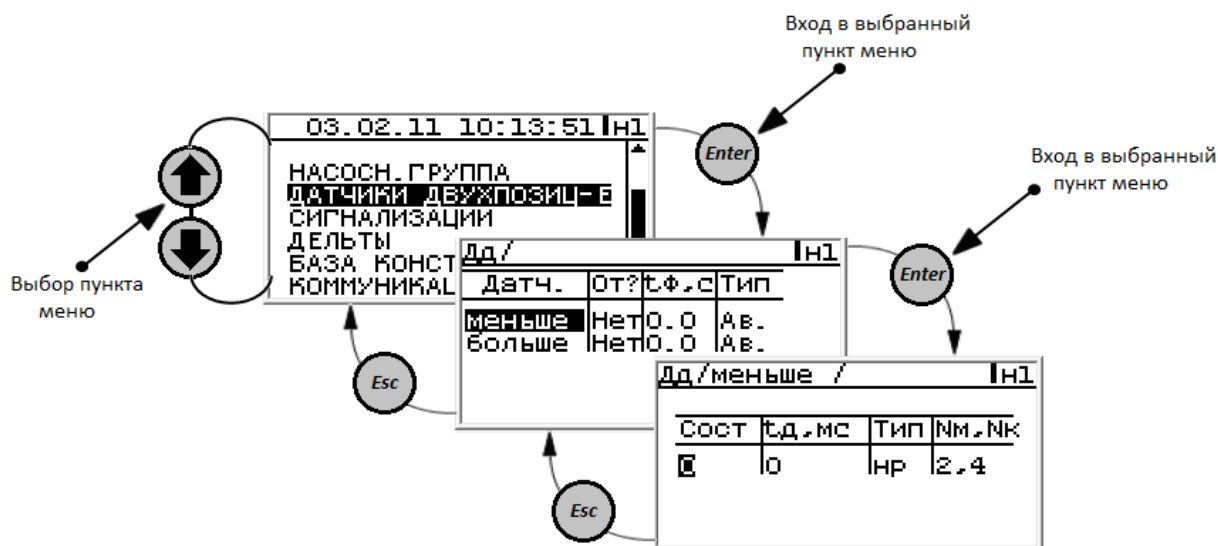 Вход в выбранный
пункт меню
03.02.11 10:13:51 Н1
Enter
НАСОСН.ГРУППА
ДАТЧИКИ ДВУХПОЗИЦ-Е
СИГНАЛИЗАЦИИ
ДЕЛЬТЫ
БАЗА КОНСТ
КОММУНИКАЦ
Выбор пункта
меню
Вход в выбранный
пункт меню
Дд/ Н1
Enter
Датч. От? tФ,с Тип
меньше Нет 0.0 Ав.
больше Нет 0.0 Ав.
Esc
Дд/меньше / Н1
Сост tд,мс Тип Nм,Nк
0 нр 2,4
Esc